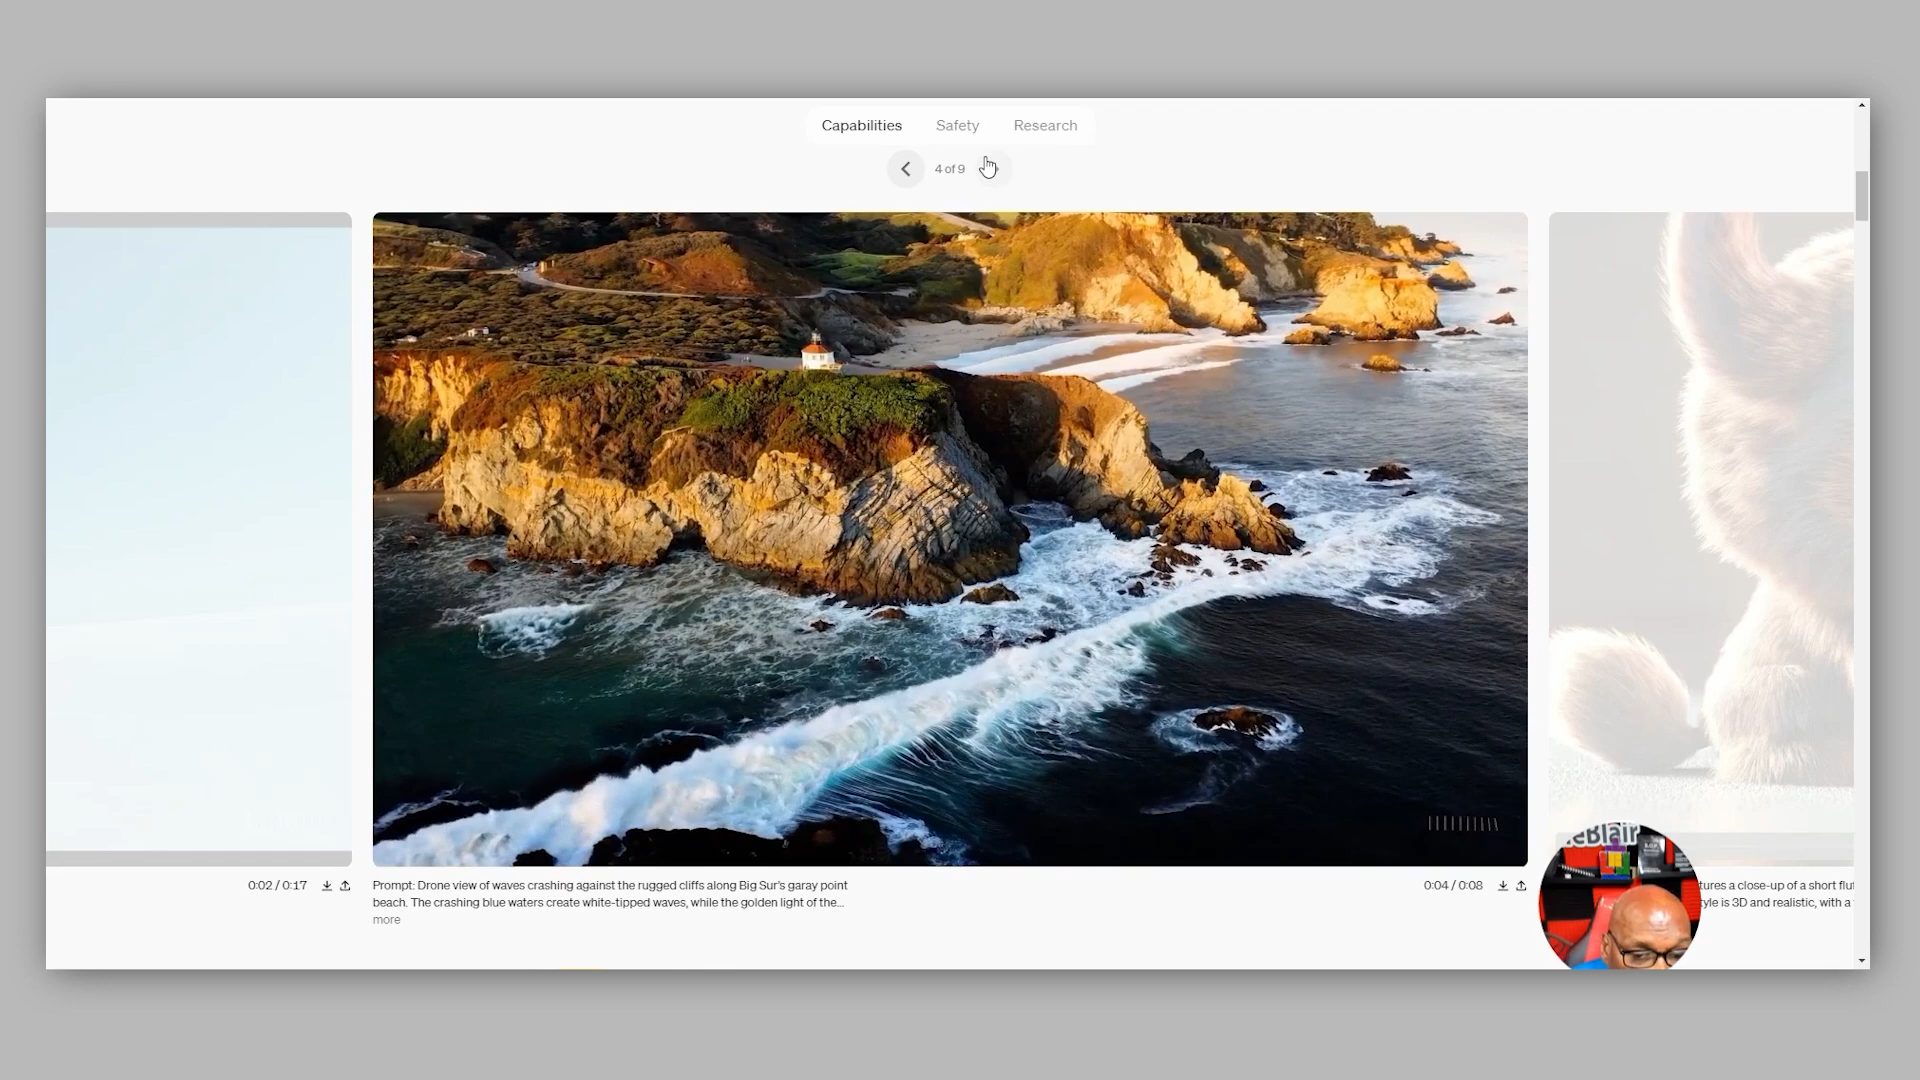 Capabilities
Safety
Research
4 of 9
0:02 / 0:17
Prompt: Drone view of waves crashing against the rugged cliffs along Big Sur's garay point
beach. The crashing blue waters create white-tipped waves, while the golden light of the...
more
0:04 / 0:08
eBlair
tures a close-up of a short flu
yle is 3D and realistic, with a